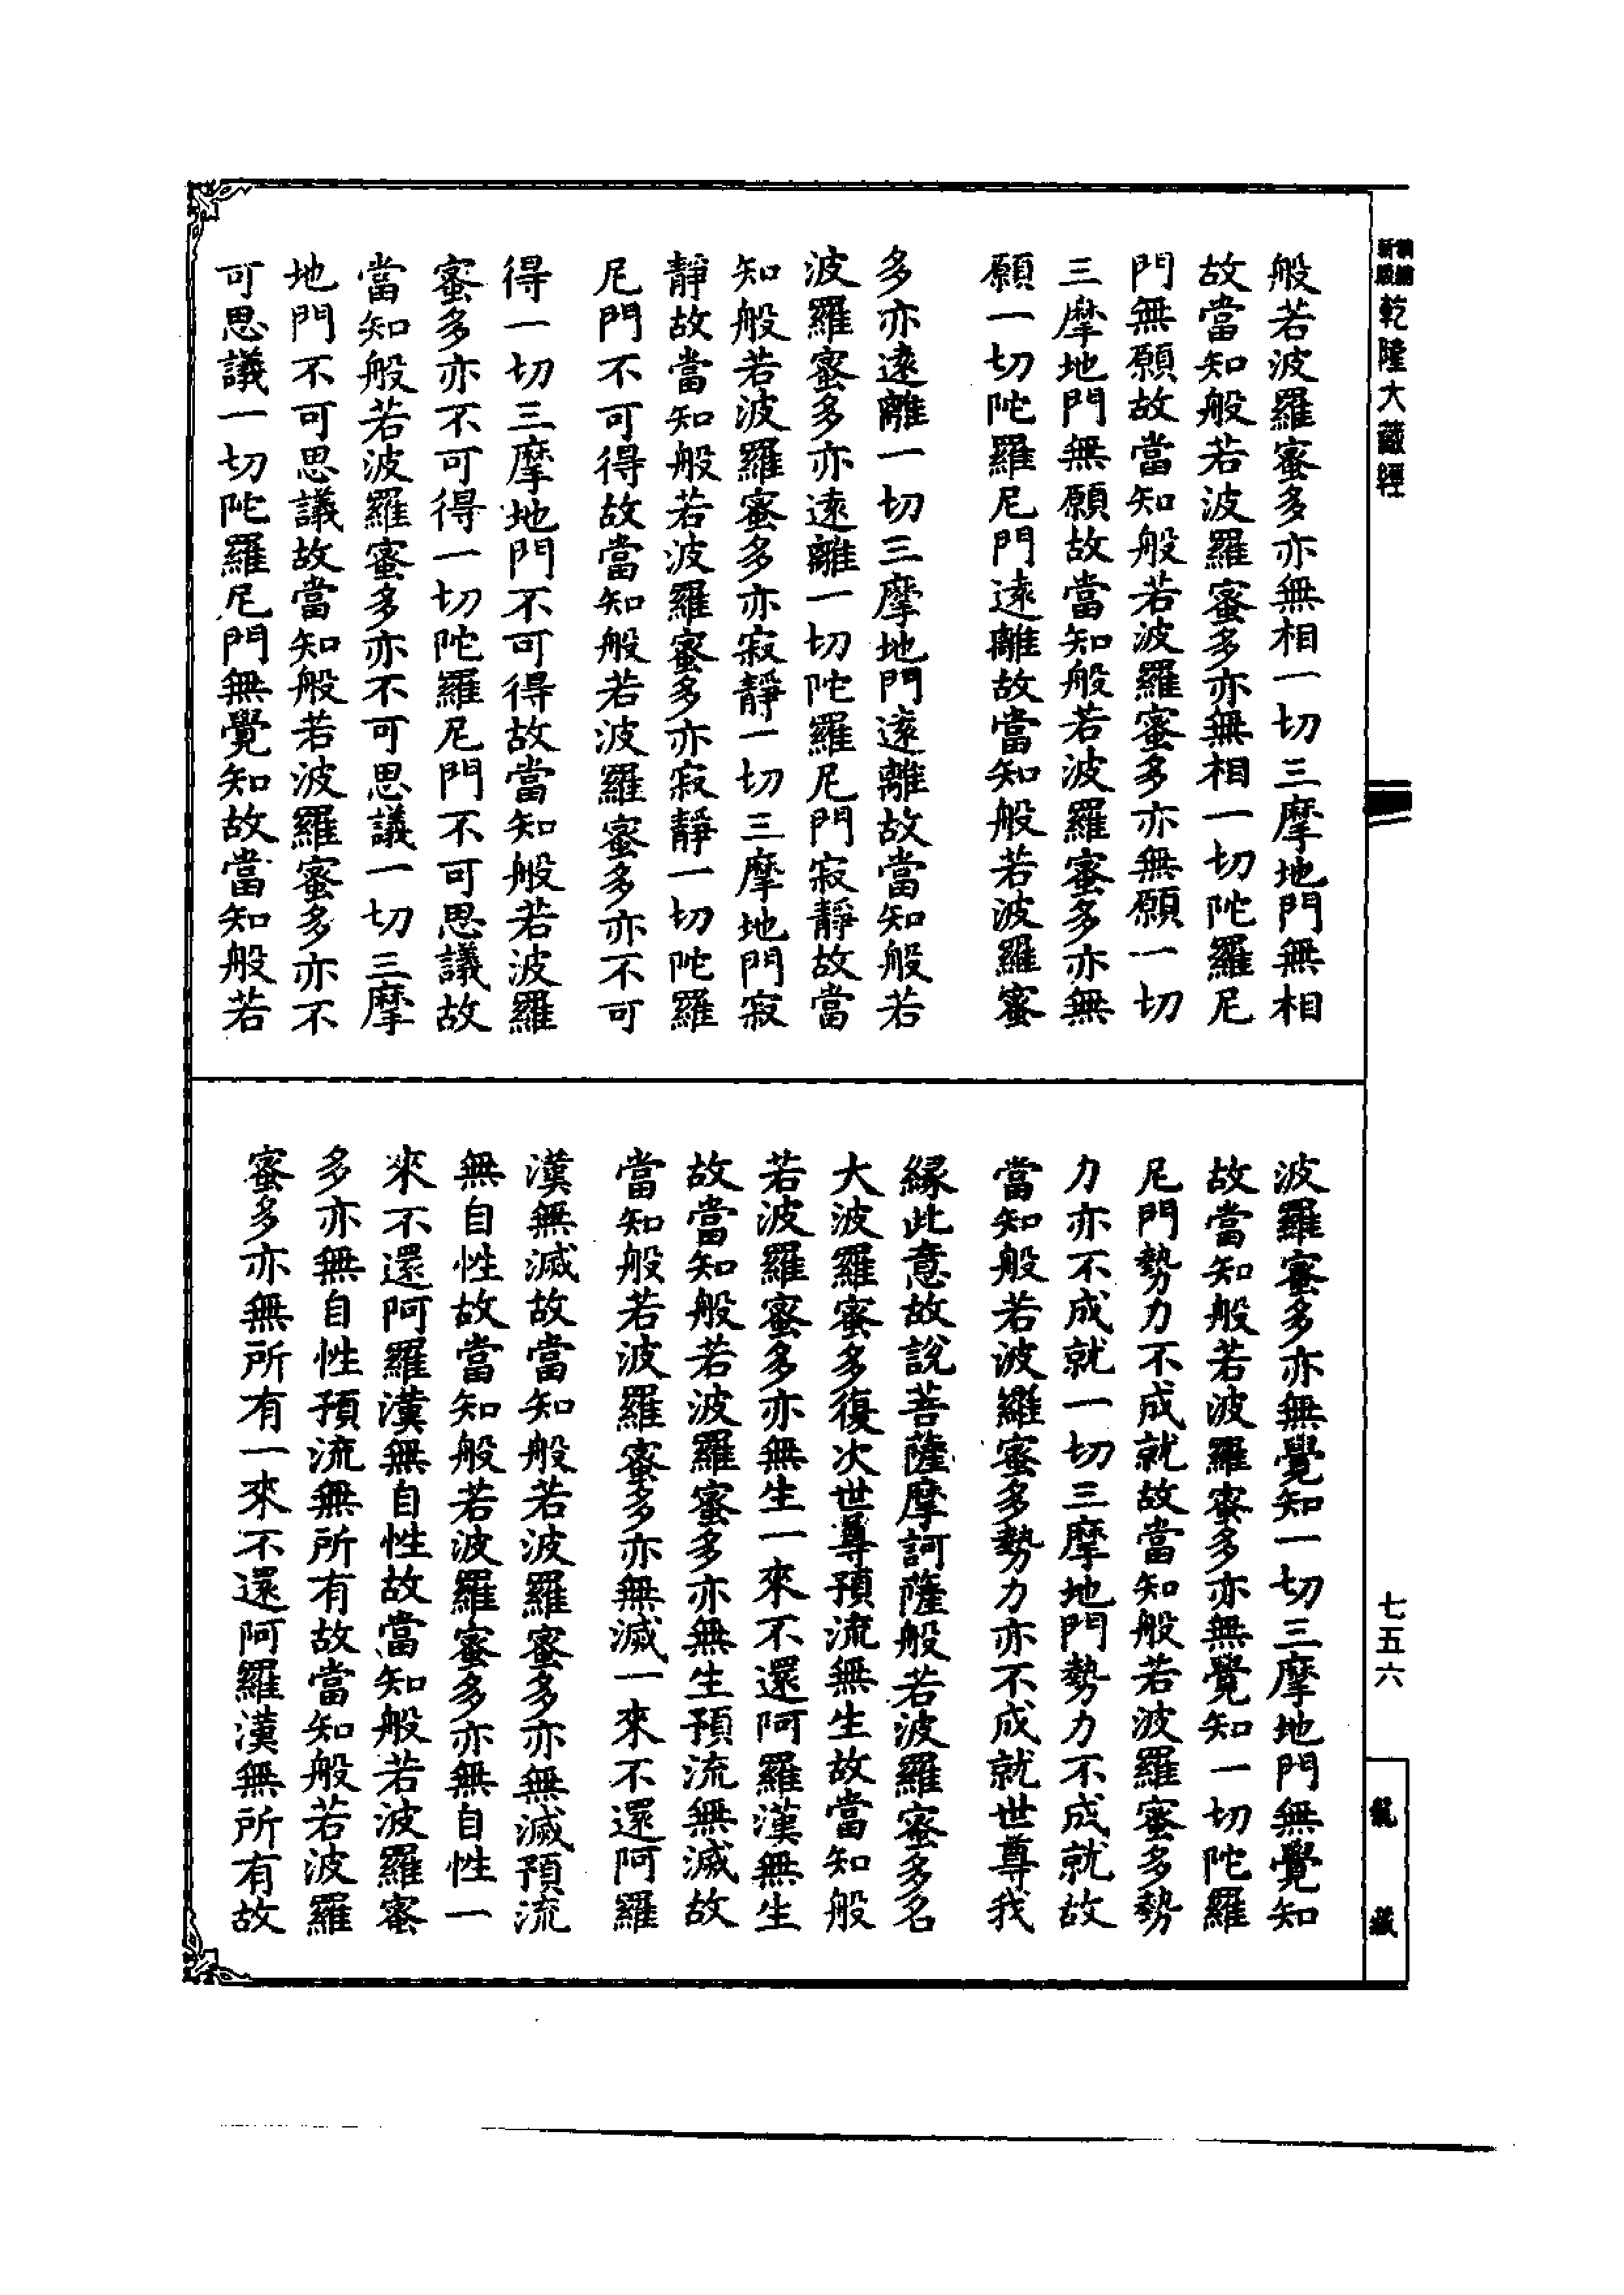 新編縮版
乾隆大藏經
般若波羅蜜多亦無相一切三摩地門無相
故當知般若波羅蜜多亦無相一切陀羅尼
門無願故當知般若波羅蜜多亦無願一切
三摩地門無願故當知般若波羅蜜多亦無
願一切陀羅尼門遠離故當知般若波羅蜜
多亦遠離一切三摩地門遠離故當知般若
波羅蜜多亦遠離一切陀羅尼門寂靜故當
知般若波羅蜜多亦寂靜一切三摩地門寂
靜故當知般若波羅蜜多亦寂靜一切陀羅
尼門不可得故當知般若波羅蜜多亦不可
得一切三摩地門不可得故當知般若波羅
蜜多亦不可得一切陀羅尼門不可思議故
當知般若波羅蜜多亦不可思議一切三摩
地門不可思議故當知般若波羅蜜多亦不
可思議一切陀羅尼門無覺知故當知般若
波羅蜜多亦無覺知一切三摩地門無覺知
故當知般若波羅蜜多亦無覺知一切陀羅
尼門勢力不成就故當知般若波羅蜜多勢
力亦不成就一切三摩地門勢力不成就故
當知般若波羅蜜多勢力亦不成就世尊我
緣此意故說菩薩摩訶薩般若波羅蜜多名
大波羅蜜多復次世尊預流無生故當知般
若波羅蜜多亦無生一來不還阿羅漢無生
故當知般若波羅蜜多亦無生預流無滅故
當知般若波羅蜜多亦無滅一來不還阿羅
漢無滅故當知般若波羅蜜多亦無滅預流
無自性故當知般若波羅蜜多亦無自性一
來不還阿羅漢無自性故當知般若波羅蜜
多亦無自性預流無所有故當知般若波羅
蜜多亦無所有一來不還阿羅漢無所有故
七五六
龍藏